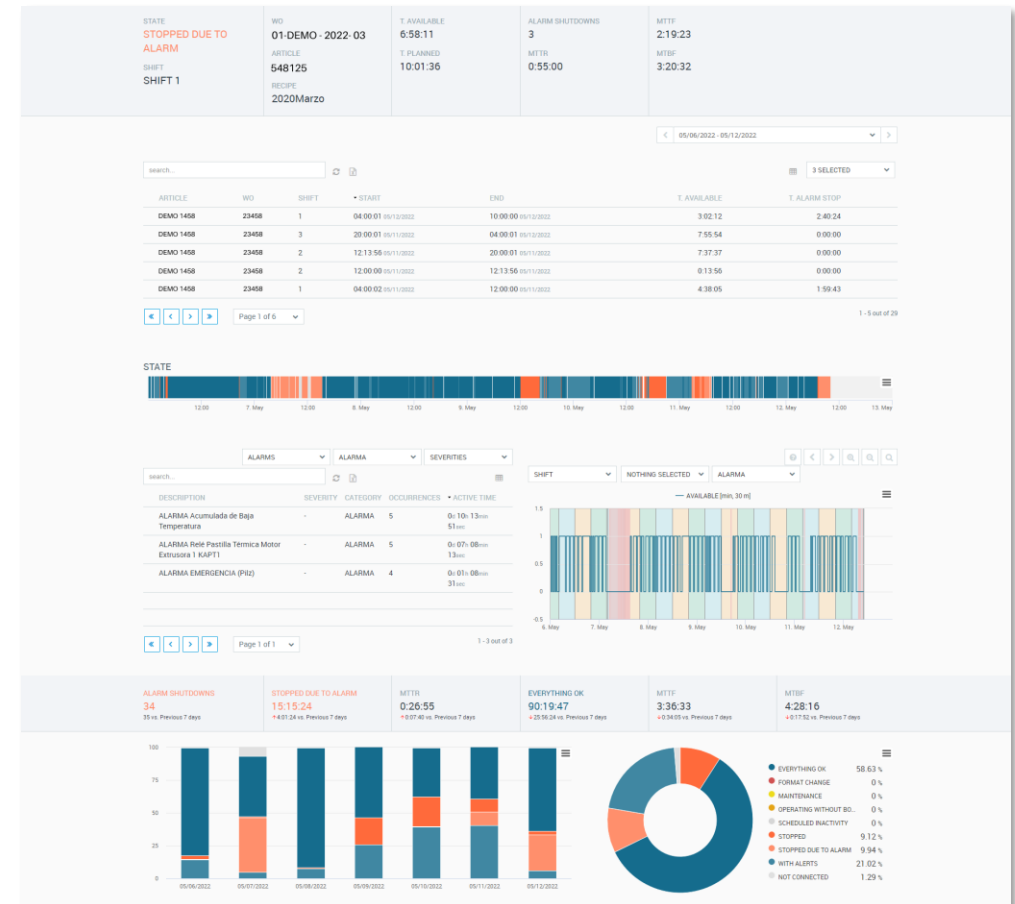 STATE
STOPPED DUE TO
ALARM
SHIFT
SHIFT 1
WO
01-DEMO - 2022- 03
ARTICLE
548125
RECIPE
2020Marzo
T. AVAILABLE
6:58:11
T. PLANNED
10:01:36
ALARM SHUTDOWNS
3
MTTR
0:55:00
MTTF
2:19:23
MTBF
3:20:32
05/06/2022 - 05/12/2022
search...
3 SELECTED
ARTICLE WO SHIFT START END T. AVAILABLE T. ALARM STOP
DEMO 1458 23458 1 04:00:01 05/12/2022 10:00:00 05/12/2022 3:02:12 2:40:24
DEMO 1458 23458 3 20:00:01 05/11/2022 04:00:01 05/12/2022 7:55:54 0:00:00
DEMO 1458 23458 2 12:13:56 05/11/2022 20:00:01 05/11/2022 7:37:37 0:00:00
DEMO 1458 23458 2 12:00:00 05/11/2022 12:13:56 05/11/2022 0:13:56 0:00:00
DEMO 1458 23458 1 04:00:02 05/11/2022 12:00:00 05/11/2022 4:38:05 1:59:43
Page 1 of 6
1 - 5 out of 29
STATE
12:00 7. May 12:00 8. May 12:00 9. May 12:00 10. May 12:00 11. May 12:00 12. May 12:00 13. May
ALARMS ALARMA SEVERITIES
search...
DESCRIPTION SEVERITY CATEGORY OCCURRENCES ACTIVE TIME
ALARMA Acumulada de Baja
Temperatura
- ALARMA 5 0D 10h 13min
51sec
ALARMA Relé Pastilla Térmica Motor
Extrusora 1 KAPT1
- ALARMA 5 0D 07h 08min
13sec
ALARMA EMERGENCIA (Pilz) - ALARMA 4 0D 01h 08min
31sec
Page 1 of 1
1 - 3 out of 3
SHIFT NOTHING SELECTED ALARMA
AVAILABLE [min, 30 m]
1.5
1
0.5
0
-0.5
6. May 7. May 8. May 9. May 10. May 11. May 12. May
ALARM SHUTDOWNS
34
35 vs. Previous 7 days
STOPPED DUE TO ALARM
15:15:24
4:01:24 vs. Previous 7 days
MTTR
0:26:55
0:07:40 vs. Previous 7 days
EVERYTHING OK
90:19:47
25:56:24 vs. Previous 7 days
MTTF
3:36:33
0:34:05 vs. Previous 7 days
MTBF
4:28:16
0:17:52 vs. Previous 7 days
100
75
50
25
0
05/06/2022 05/07/2022 05/08/2022 05/09/2022 05/10/2022 05/11/2022 05/12/2022
EVERYTHING OK 58.63 %
FORMAT CHANGE 0 %
MAINTENANCE 0 %
OPERATING WITHOUT BO... 0 %
SCHEDULED INACTIVITY 0 %
STOPPED 9.12 %
STOPPED DUE TO ALARM 9.94 %
WITH ALERTS 21.02 %
NOT CONNECTED 1.29 %